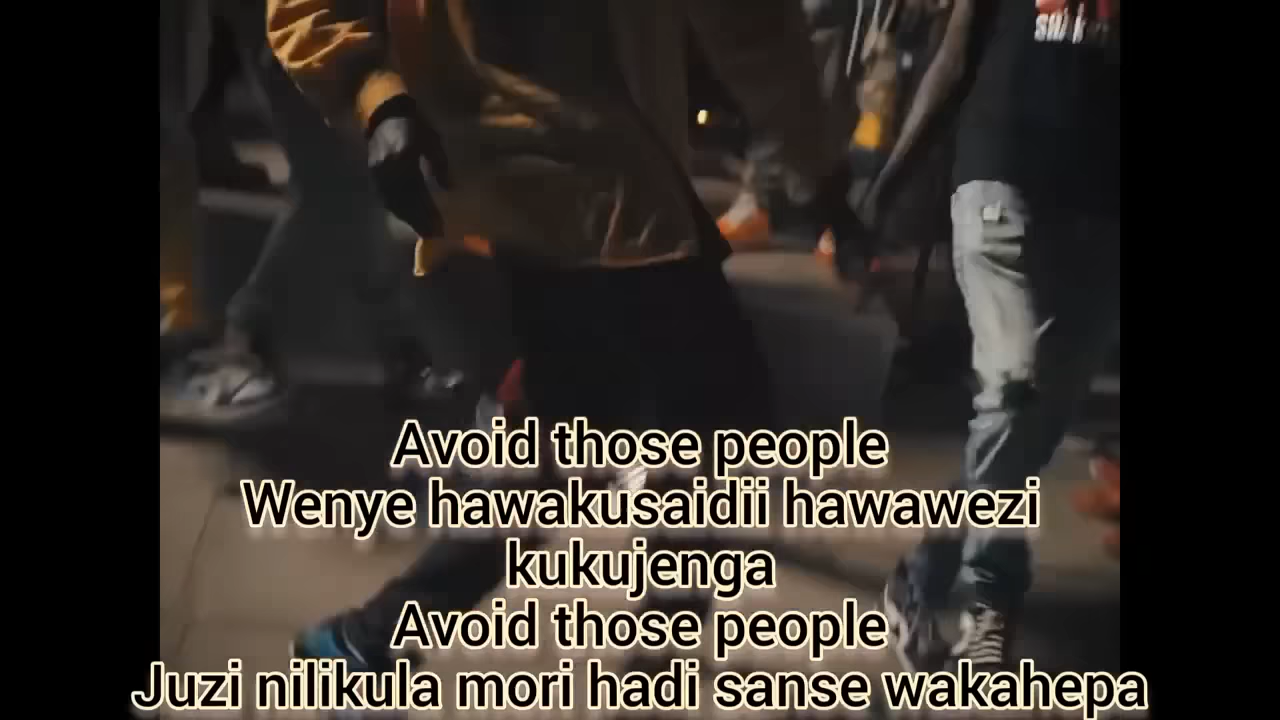 Avoid those people
Wenye hawakusaidii hawawezi
kukujenga
Avoid those people
Juzi nilikula mori hadi sanse wakahepa